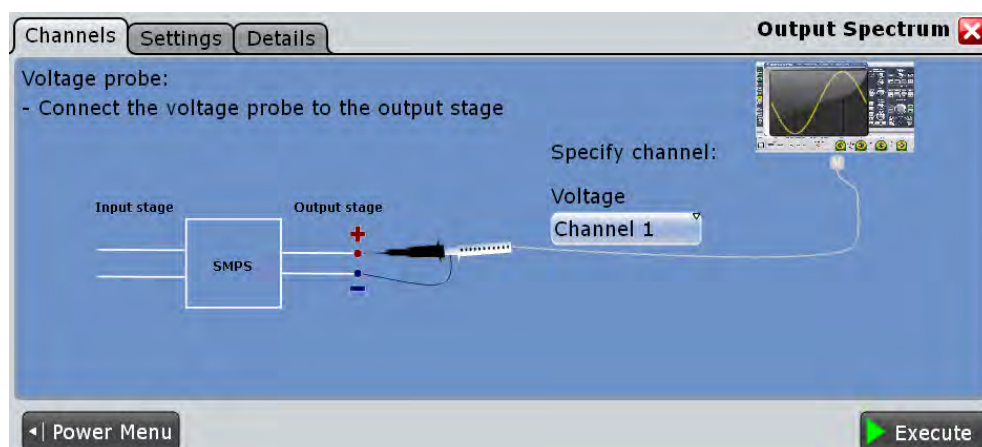 Channels Settings Details Output Spectrum
Voltage probe:
- Connect the voltage probe to the output stage
Specify channel:
Voltage
Channel 1
Input stage Output stage
+
SMPS
−
Power Menu
Execute